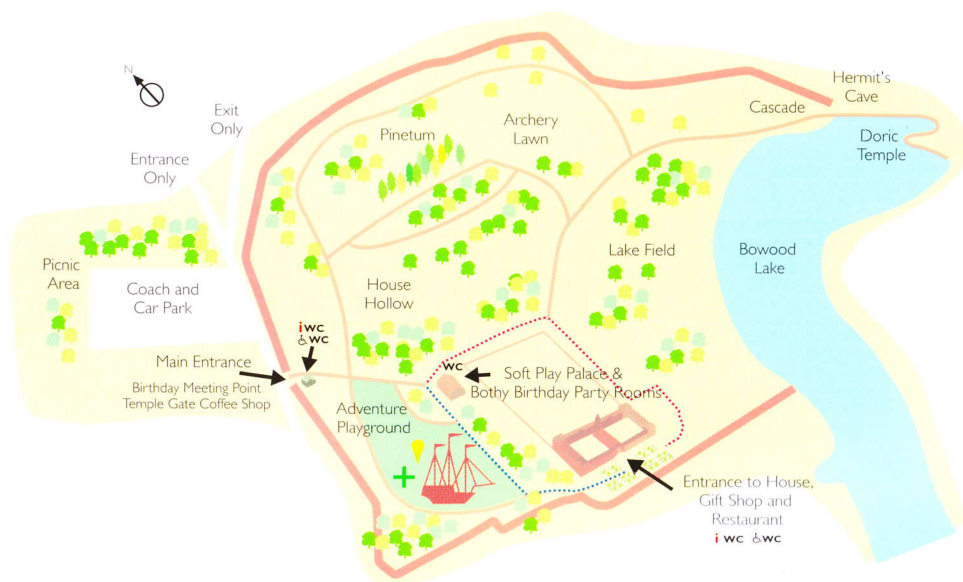 N
Exit
Only
Entrance
Only
Picnic
Area
Coach and
Car Park
Pinetum
Archery
Lawn
Cascade
Hermit's
Cave
Doric
Temple
Bowood
Lake
Lake Field
House
Hollow
i WC
WC
Main Entrance
Birthday Meeting Point
Temple Gate Coffee Shop
WC
Soft Play Palace &
Bothy Birthday Party Rooms
Adventure
Playground
Entrance to House,
Gift Shop and
Restaurant
i WC WC